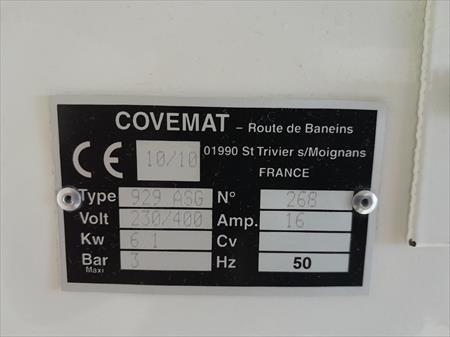 COVEMAT – Route de Baneins
CE 10/10 01990 St Trivier s/Moignans
FRANCE
Type 929 ASG N° 268
Volt 230/400 Amp. 16
Kw 6 1 Cv
Bar 3 Hz 50
Maxi